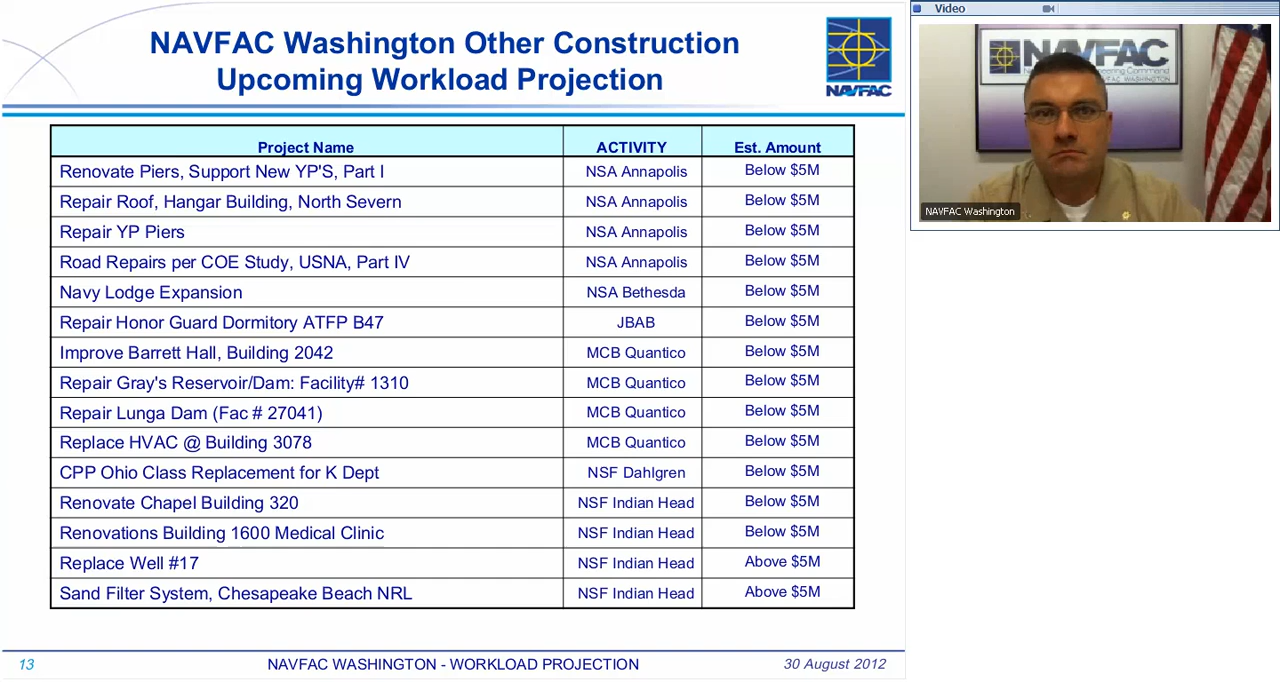 NAVFAC Washington Other Construction
Upcoming Workload Projection
NAVFAC
Project Name ACTIVITY Est. Amount
Renovate Piers, Support New YP'S, Part I NSA Annapolis Below $5M
Repair Roof, Hangar Building, North Severn NSA Annapolis Below $5M
Repair YP Piers NSA Annapolis Below $5M
Road Repairs per COE Study, USNA, Part IV NSA Annapolis Below $5M
Navy Lodge Expansion NSA Bethesda Below $5M
Repair Honor Guard Dormitory ATFP B47 JBAB Below $5M
Improve Barrett Hall, Building 2042 MCB Quantico Below $5M
Repair Gray's Reservoir/Dam: Facility# 1310 MCB Quantico Below $5M
Repair Lunga Dam (Fac # 27041) MCB Quantico Below $5M
Replace HVAC @ Building 3078 MCB Quantico Below $5M
CPP Ohio Class Replacement for K Dept NSF Dahlgren Below $5M
Renovate Chapel Building 320 NSF Indian Head Below $5M
Renovations Building 1600 Medical Clinic NSF Indian Head Below $5M
Replace Well #17 NSF Indian Head Above $5M
Sand Filter System, Chesapeake Beach NRL NSF Indian Head Above $5M
13 NAVFAC WASHINGTON - WORKLOAD PROJECTION 30 August 2012
Video
NAVFAC
Command
WASHINGTON
NAVFAC Washington